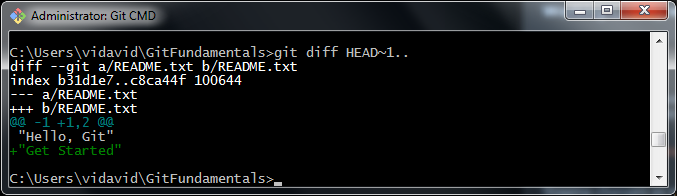 Administrator: Git CMD
C:\Users\vidavid\GitFundamentals>git diff HEAD~1..
diff --git a/README.txt b/README.txt
index b31d1e7..c8ca44f 100644
--- a/README.txt
+++ b/README.txt
@@ -1 +1,2 @@
 "Hello, Git"
+"Get Started"
C:\Users\vidavid\GitFundamentals>